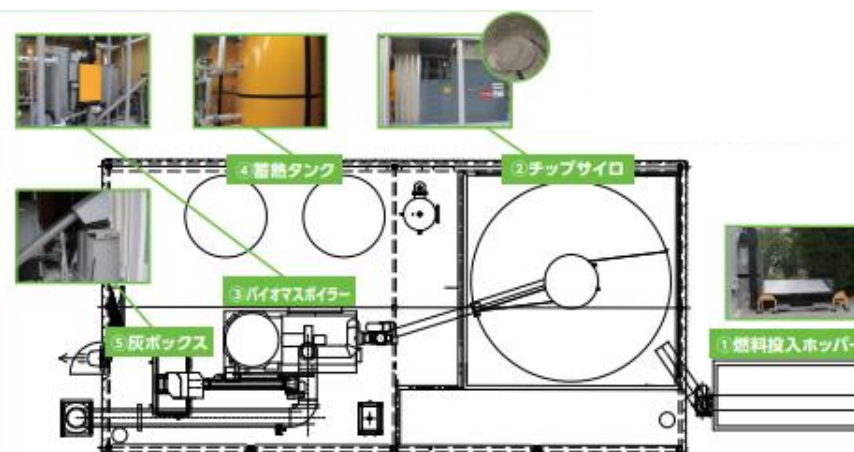 ④蓄熱タンク
②チップサイロ
③バイオマスボイラー
⑤灰ボックス
①燃料投入ホッパー